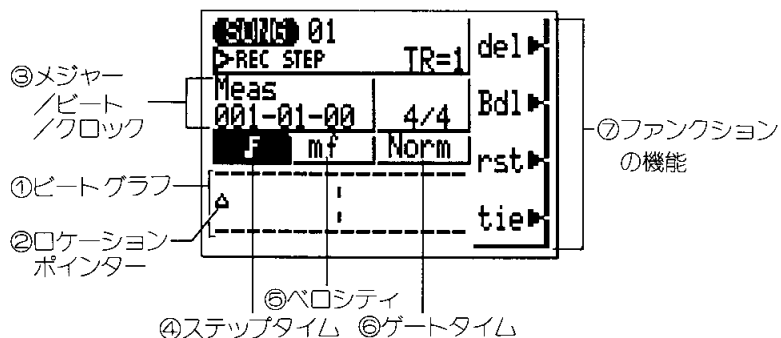 SONG 01
▷REC STEP TR=1
Meas
001-01-00 4/4
mf Norm
del▶
Bdl▶
rst▶
tie▶
③メジャー
/ビート
/クロック
①ビートグラフ
②ロケーション
ポインター
④ステップタイム
⑤ベロシティ
⑥ゲートタイム
⑦ファンクション
の機能